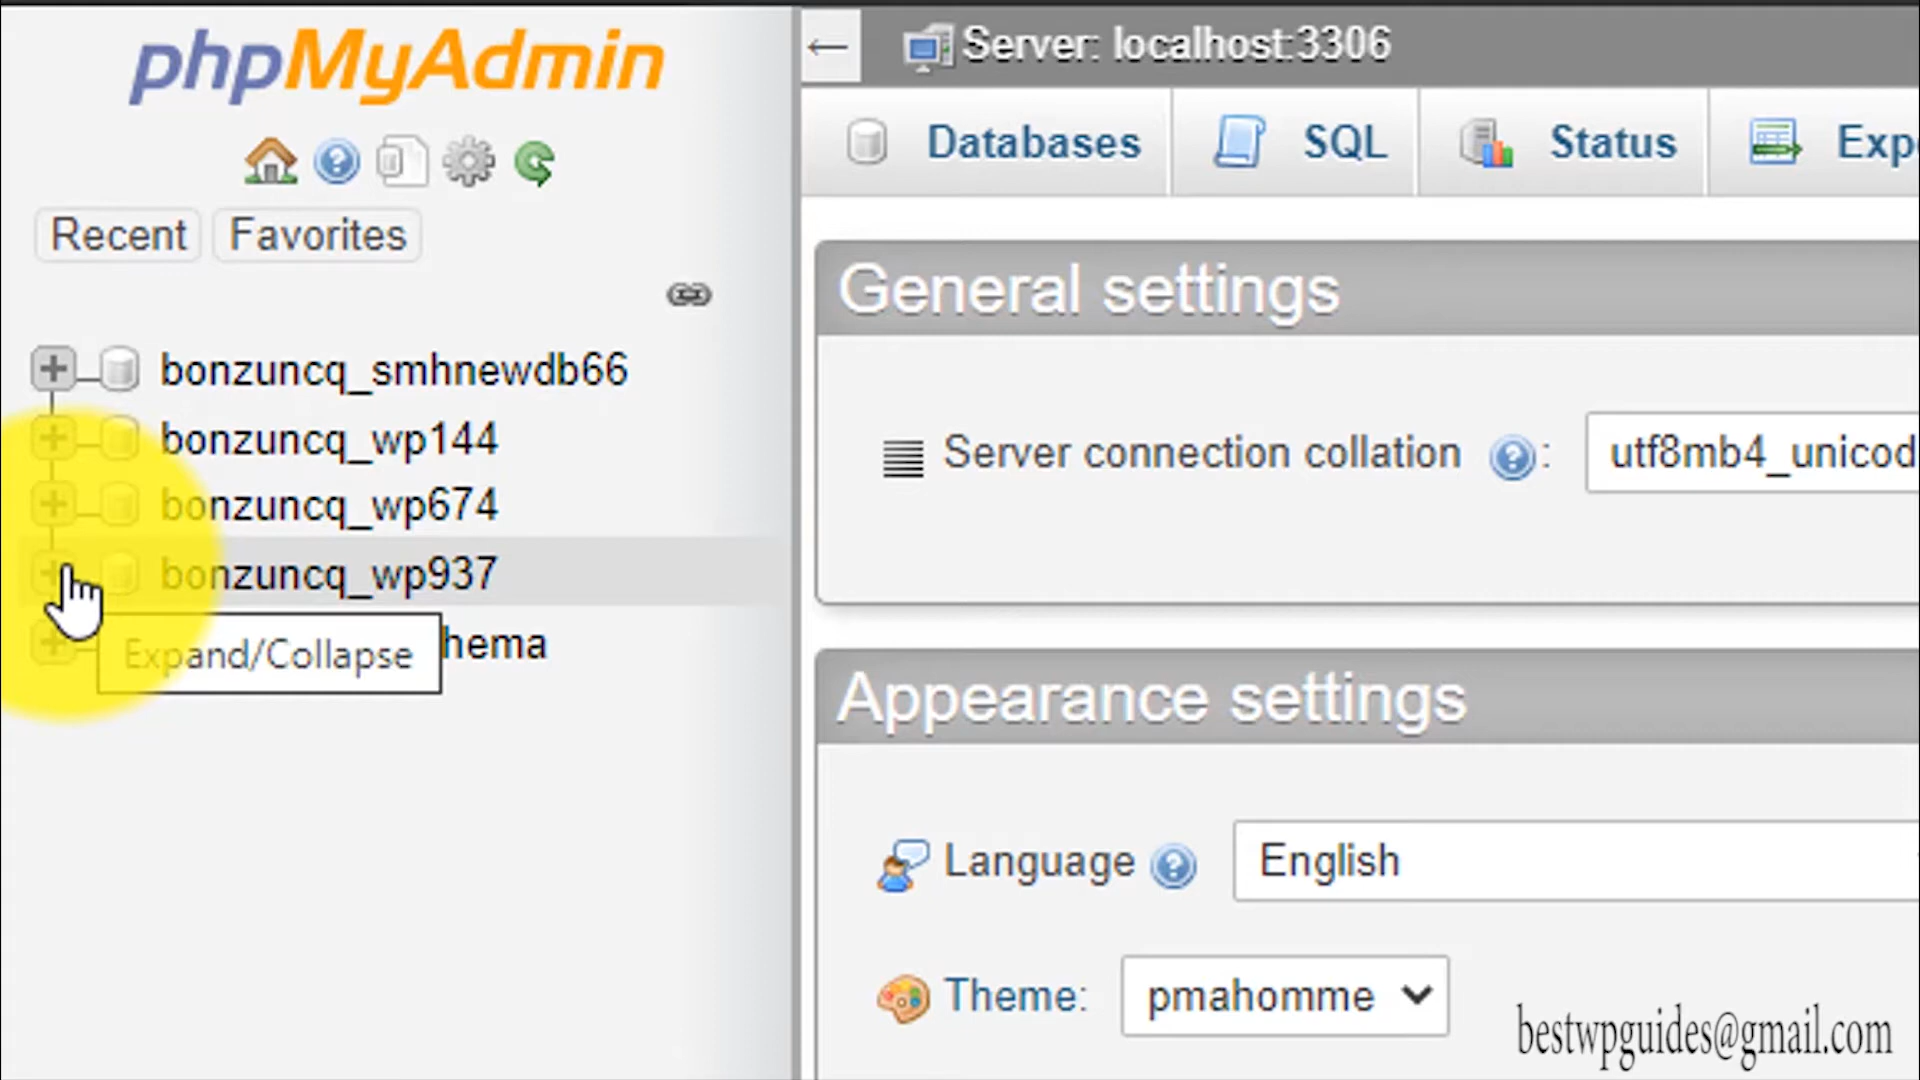 phpMyAdmin
Recent Favorites
bonzuncq_smhnewdb66
bonzuncq_wp144
bonzuncq_wp674
bonzuncq_wp937
Expand/Collapse
hema
Server: localhost:3306
Databases SQL Status Exp
General settings
Server connection collation : utf8mb4_unicod
Appearance settings
Language English
Theme: pmahomme
bestwpguides@gmail.com